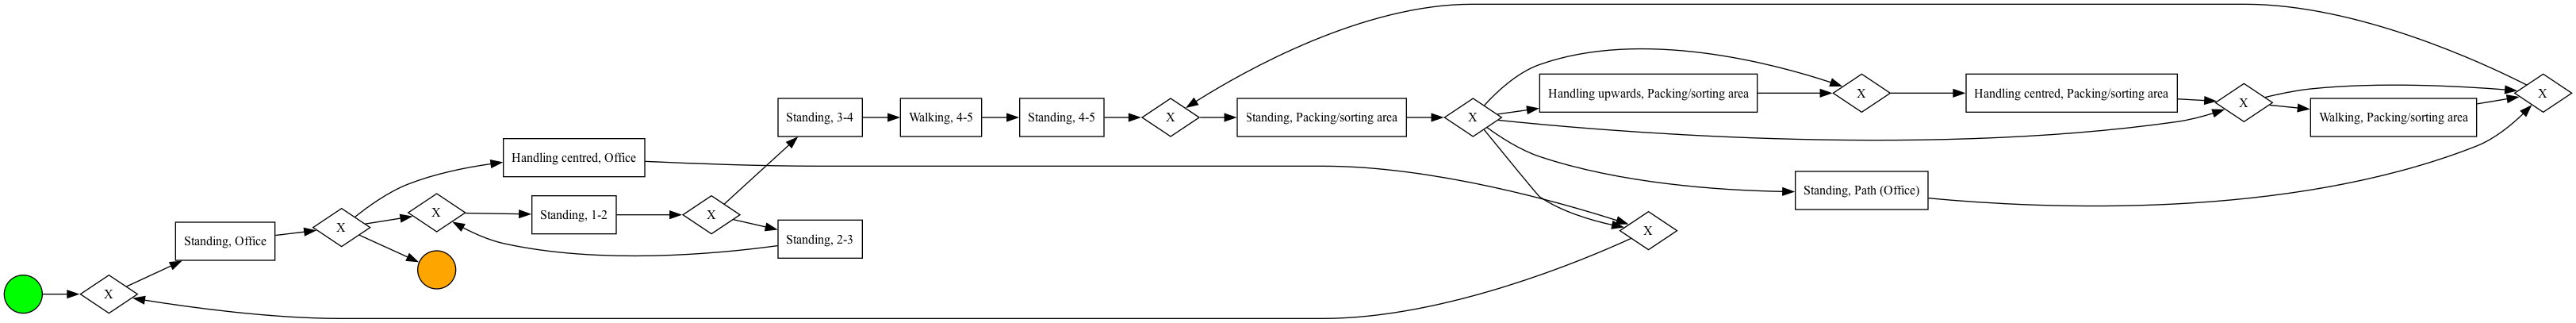 X
Standing, Office
X
Handling centred, Office
X
Standing, 1-2
X
Standing, 3-4
Standing, 2-3
Walking, 4-5
Standing, 4-5
X
Standing, Packing/sorting area
X
Handling upwards, Packing/sorting area
X
Handling centred, Packing/sorting area
X
Walking, Packing/sorting area
X
Standing, Path (Office)
X